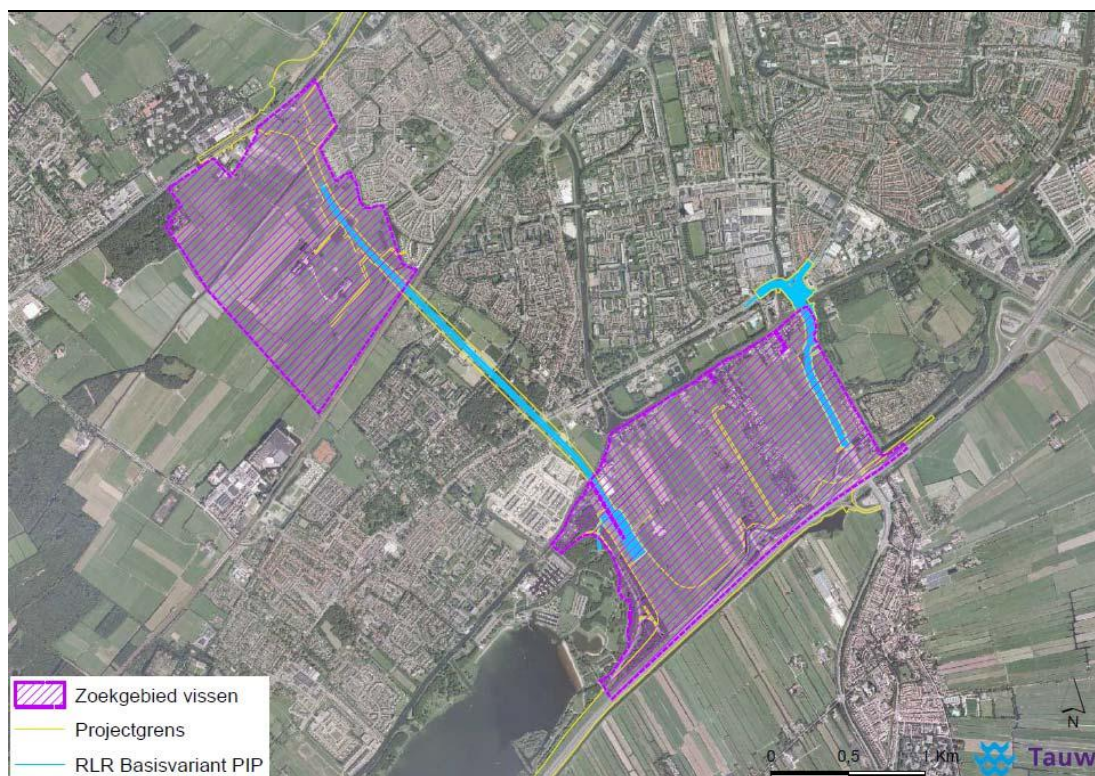 Zoekgebied vissen
Projectgrens
RLR Basisvariant PIP
0 0,5 1 Km
N
Tauw